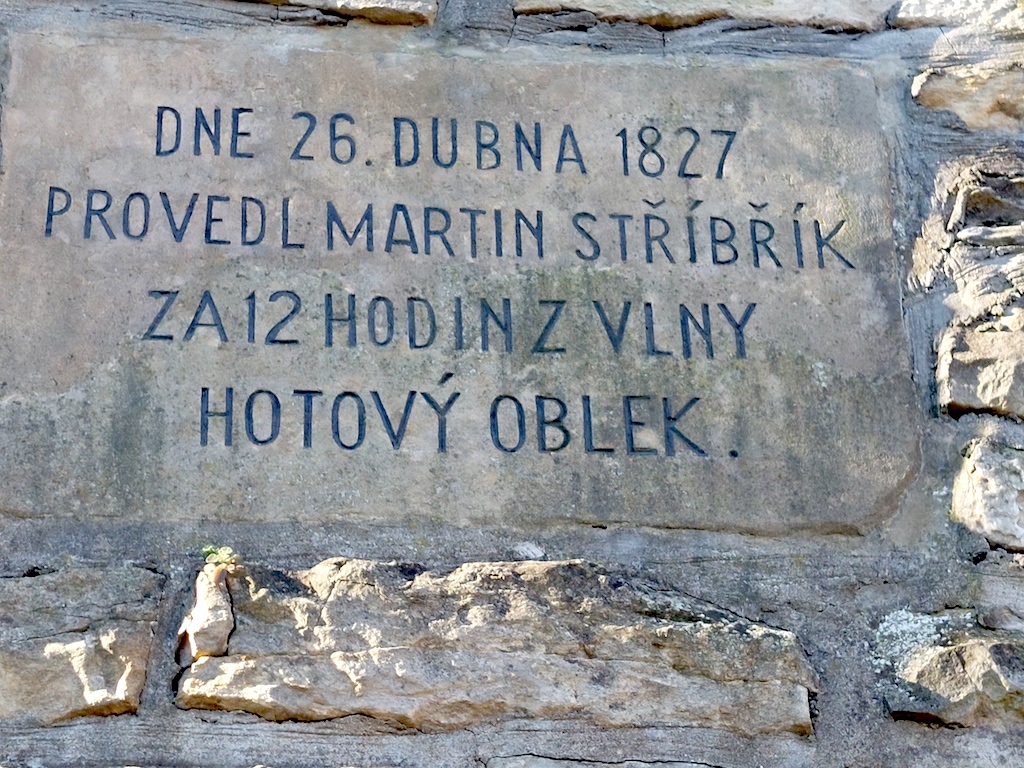 DNE 26. DUBNA 1827
PROVEDL MARTIN STŘÍBŘÍK
ZA 12 HODIN Z VLNY
HOTOVÝ OBLEK.